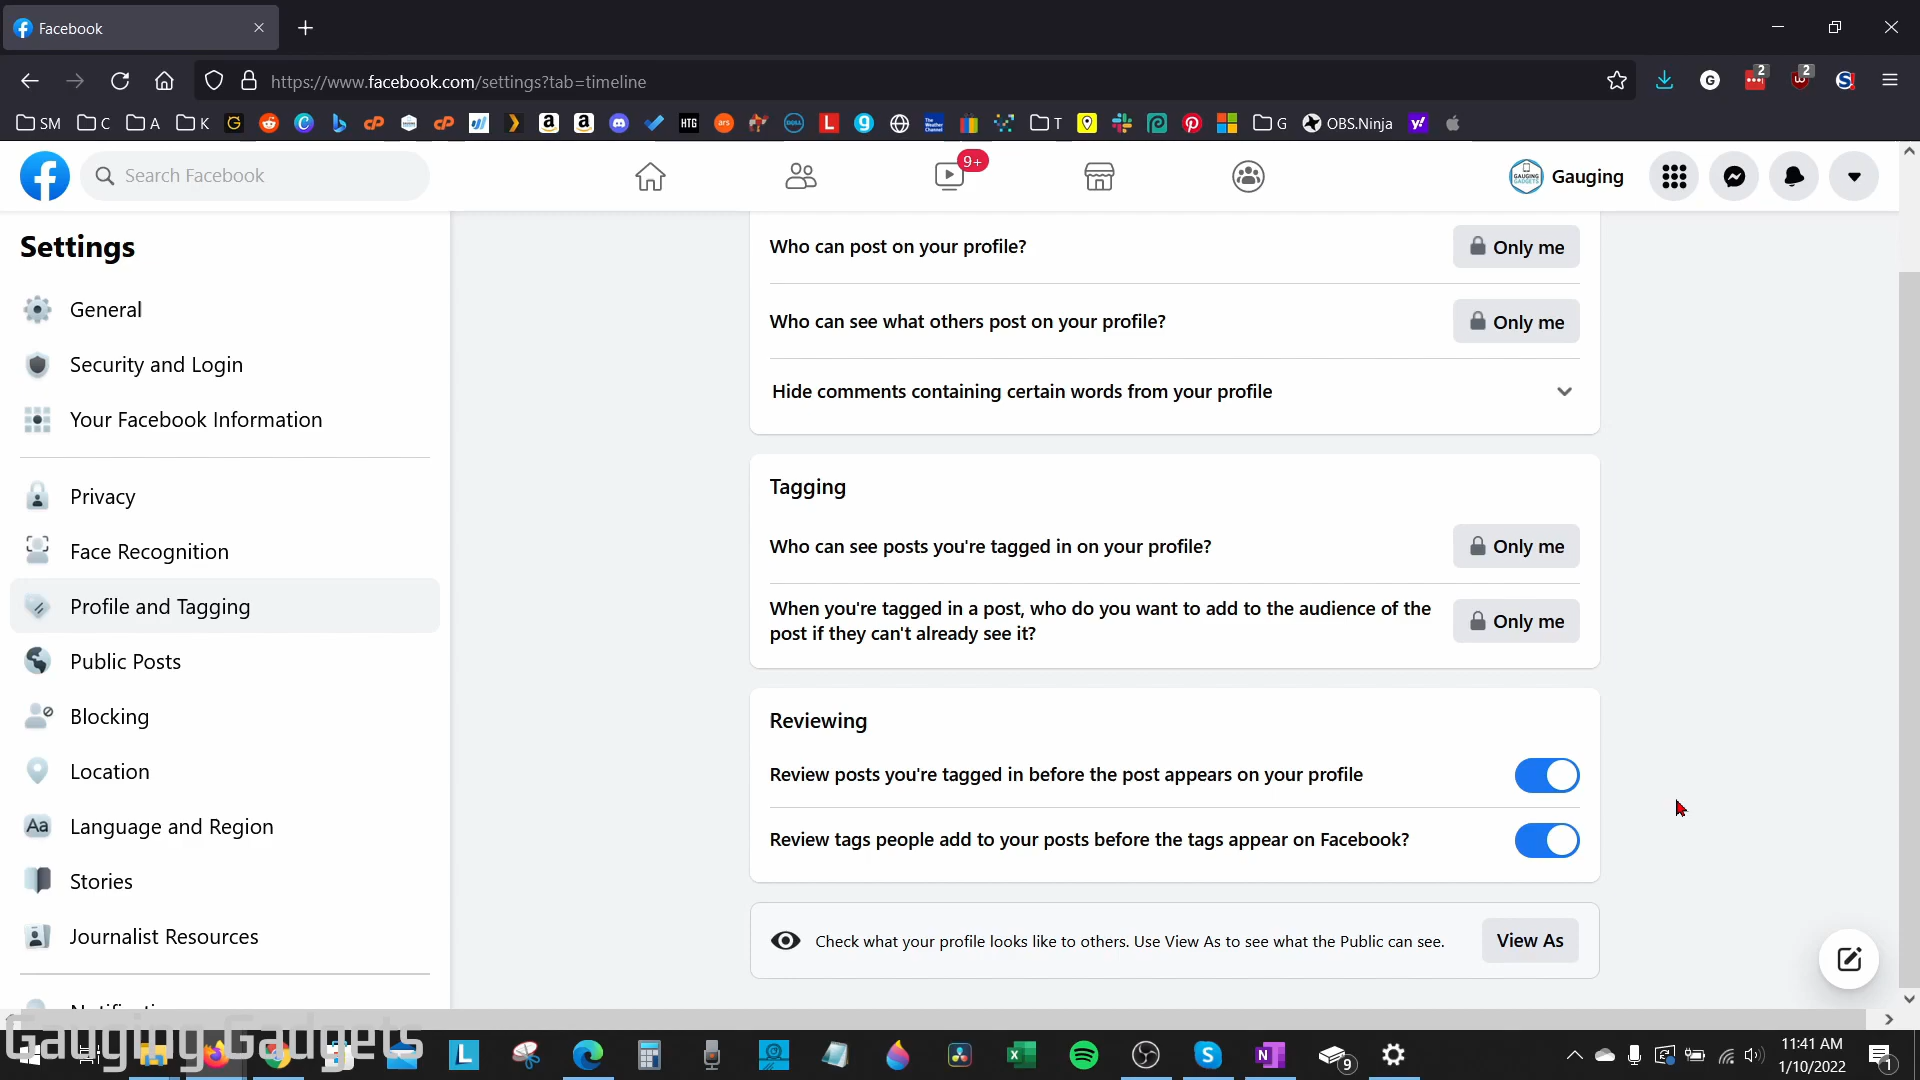 Facebook
https://www.facebook.com/settings?tab=timeline
2
2
SM
C
A
K
HTG
ars
DELL
L
T
G
OBS.Ninja
y!
Search Facebook
9+
Gauging
Settings
General
Security and Login
Your Facebook Information
Privacy
Face Recognition
Profile and Tagging
Public Posts
Blocking
Location
Aa
Language and Region
Stories
Journalist Resources
Who can post on your profile?
Only me
Who can see what others post on your profile?
Only me
Hide comments containing certain words from your profile
Tagging
Who can see posts you're tagged in on your profile?
Only me
When you're tagged in a post, who do you want to add to the audience of the
post if they can't already see it?
Only me
Reviewing
Review posts you're tagged in before the post appears on your profile
Review tags people add to your posts before the tags appear on Facebook?
Check what your profile looks like to others. Use View As to see what the Public can see.
View As
Gauging Gadgets
L
9
11:41 AM
1/10/2022
1